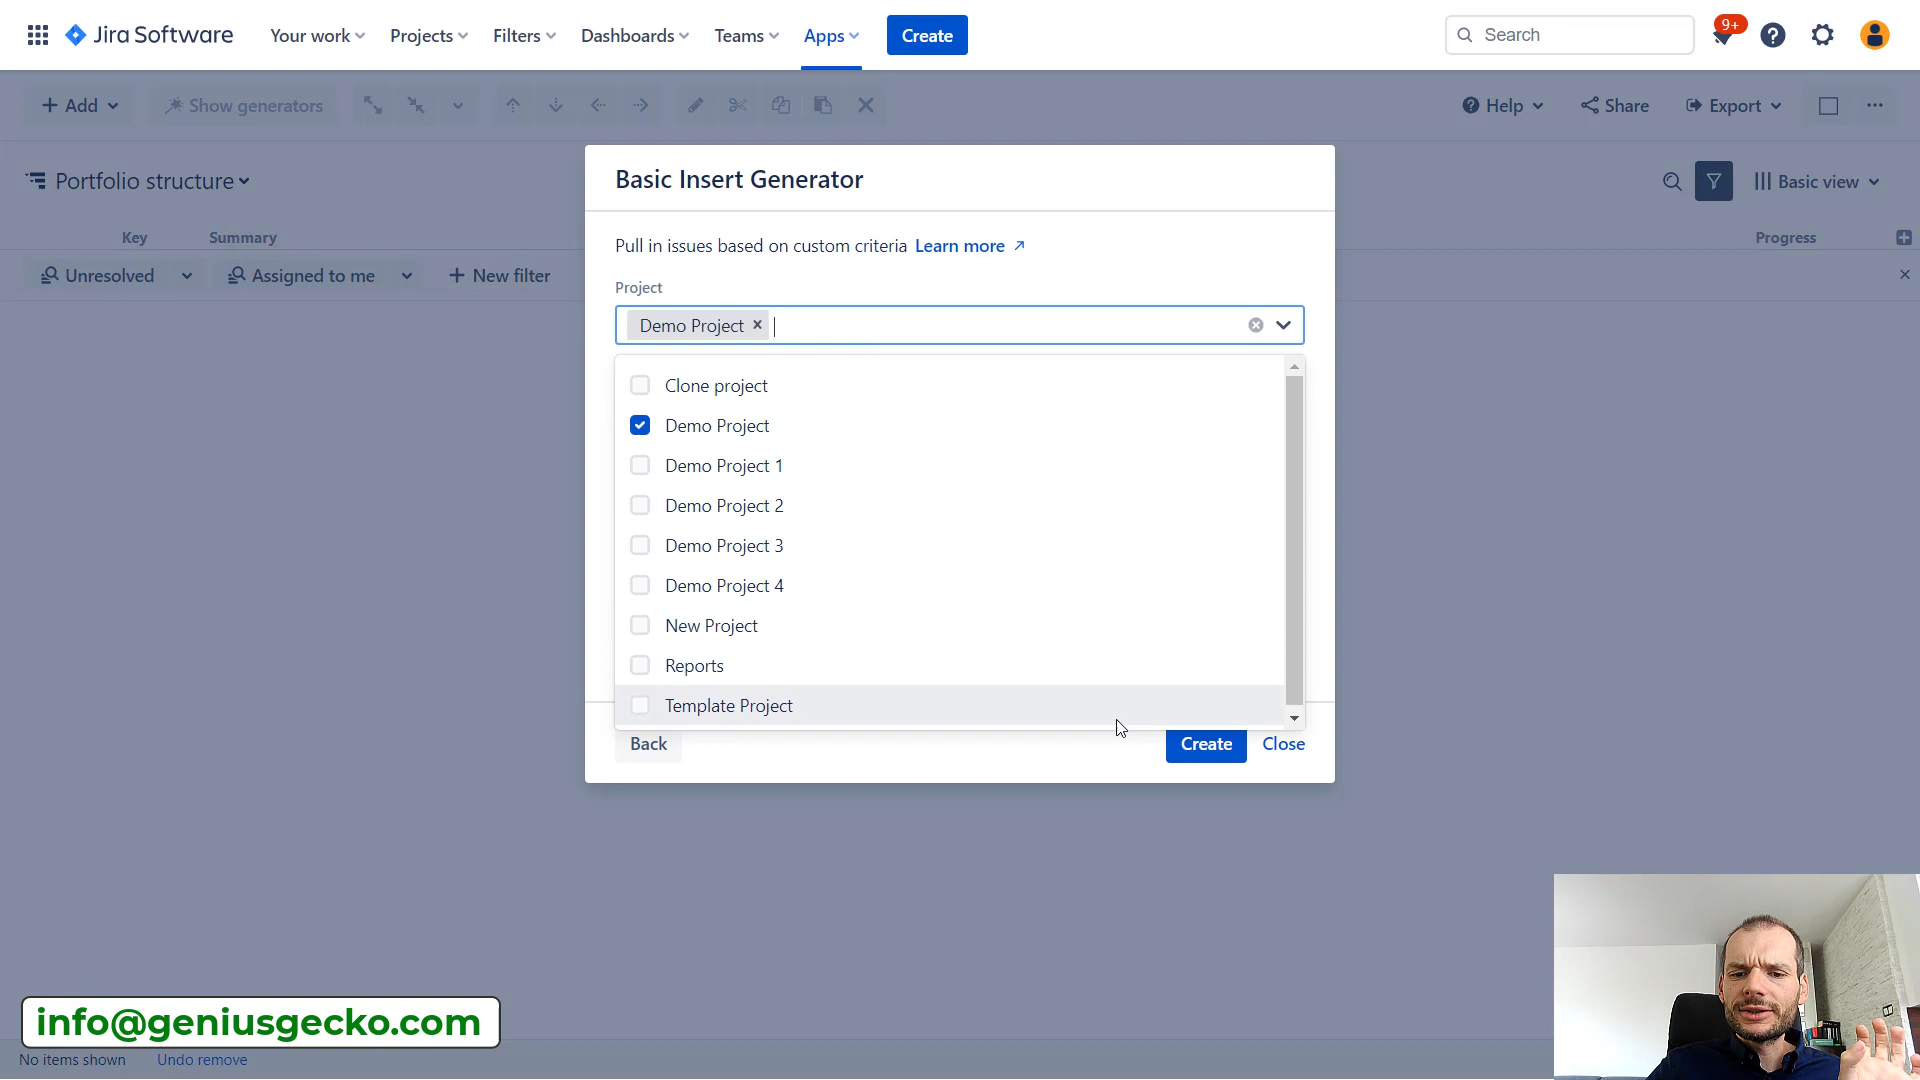 Jira Software Your work Projects Filters Dashboards Teams Apps Create Search 9+
Add Show generators Help Share Export
Portfolio structure Basic view
Key Summary Progress
Unresolved Assigned to me New filter
Basic Insert Generator
Pull in issues based on custom criteria Learn more
Project
Demo Project
Clone project
Demo Project
Demo Project 1
Demo Project 2
Demo Project 3
Demo Project 4
New Project
Reports
Template Project
Back Create Close
info@geniusgecko.com
No items shown Undo remove